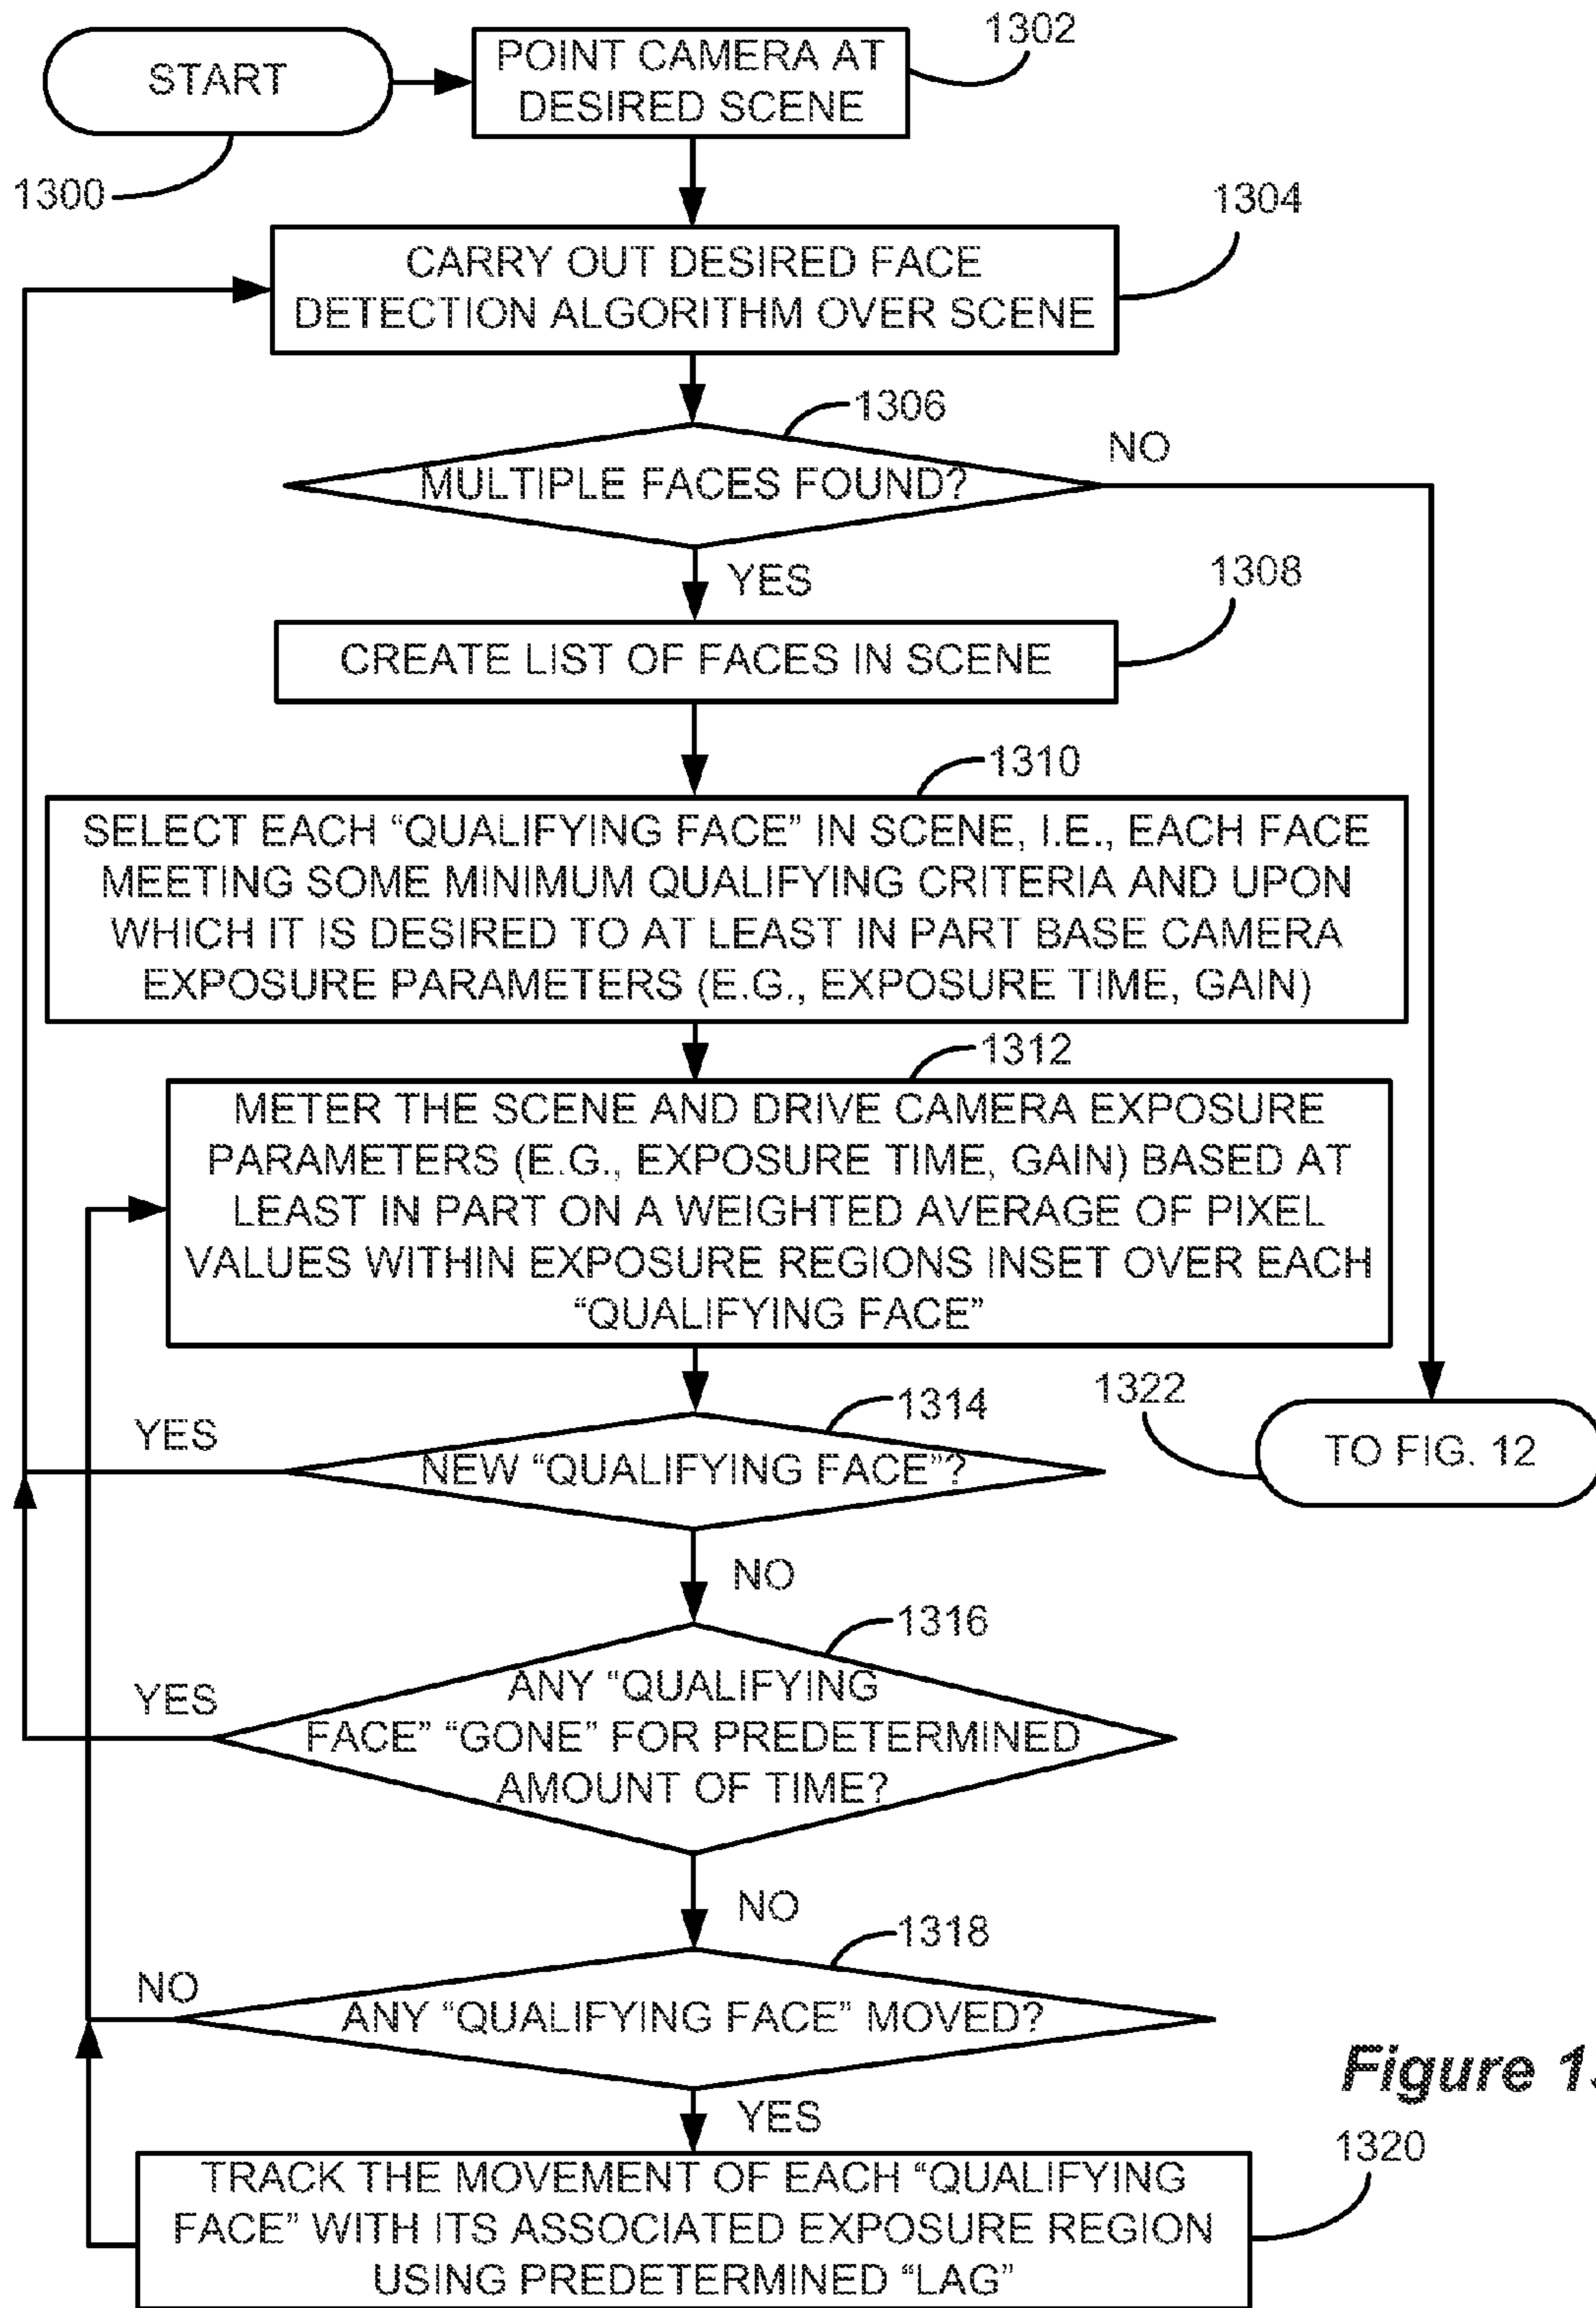 START
POINT CAMERA AT
DESIRED SCENE
1302
1300
1304
CARRY OUT DESIRED FACE
DETECTION ALGORITHM OVER SCENE
1306
MULTIPLE FACES FOUND?
NO
YES
1308
CREATE LIST OF FACES IN SCENE
1310
SELECT EACH “QUALIFYING FACE” IN SCENE, I.E., EACH FACE
MEETING SOME MINIMUM QUALIFYING CRITERIA AND UPON
WHICH IT IS DESIRED TO AT LEAST IN PART BASE CAMERA
EXPOSURE PARAMETERS (E.G., EXPOSURE TIME, GAIN)
1312
METER THE SCENE AND DRIVE CAMERA EXPOSURE
PARAMETERS (E.G., EXPOSURE TIME, GAIN) BASED AT
LEAST IN PART ON A WEIGHTED AVERAGE OF PIXEL
VALUES WITHIN EXPOSURE REGIONS INSET OVER EACH
“QUALIFYING FACE”
1314
YES
NEW “QUALIFYING FACE”?
1322
TO FIG. 12
NO
1316
YES
ANY “QUALIFYING
FACE” “GONE” FOR PREDETERMINED
AMOUNT OF TIME?
NO
1318
NO
ANY “QUALIFYING FACE” MOVED?
YES
Figure 1
1320
TRACK THE MOVEMENT OF EACH “QUALIFYING
FACE” WITH ITS ASSOCIATED EXPOSURE REGION
USING PREDETERMINED “LAG”